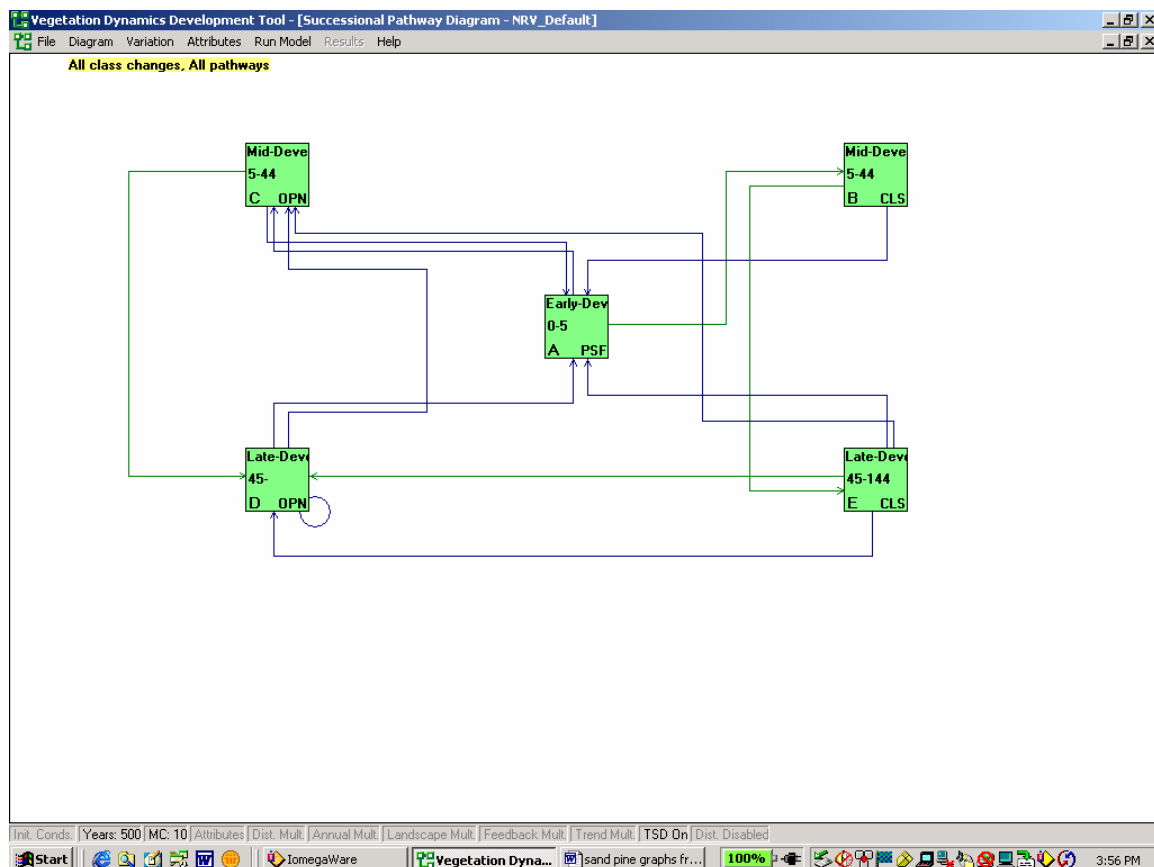 Vegetation Dynamics Development Tool - [Successional Pathway Diagram - NRV_Default]
File Diagram Variation Attributes Run Model Results Help
All class changes, All pathways
Mid-Deve
5-44
C OPN
Mid-Deve
5-44
B CLS
Early-Dev
0-5
A PSF
Late-Deve
45-
D OPN
Late-Deve
45-144
E CLS
Init. Conds. Years: 500 MC: 10 Attributes Dist. Mult. Annual Mult. Landscape Mult. Feedback Mult. Trend Mult. TSD On Dist. Disabled
Start IomegaWare Vegetation Dyna... sand pine graphs fr... 100% 3:56 PM